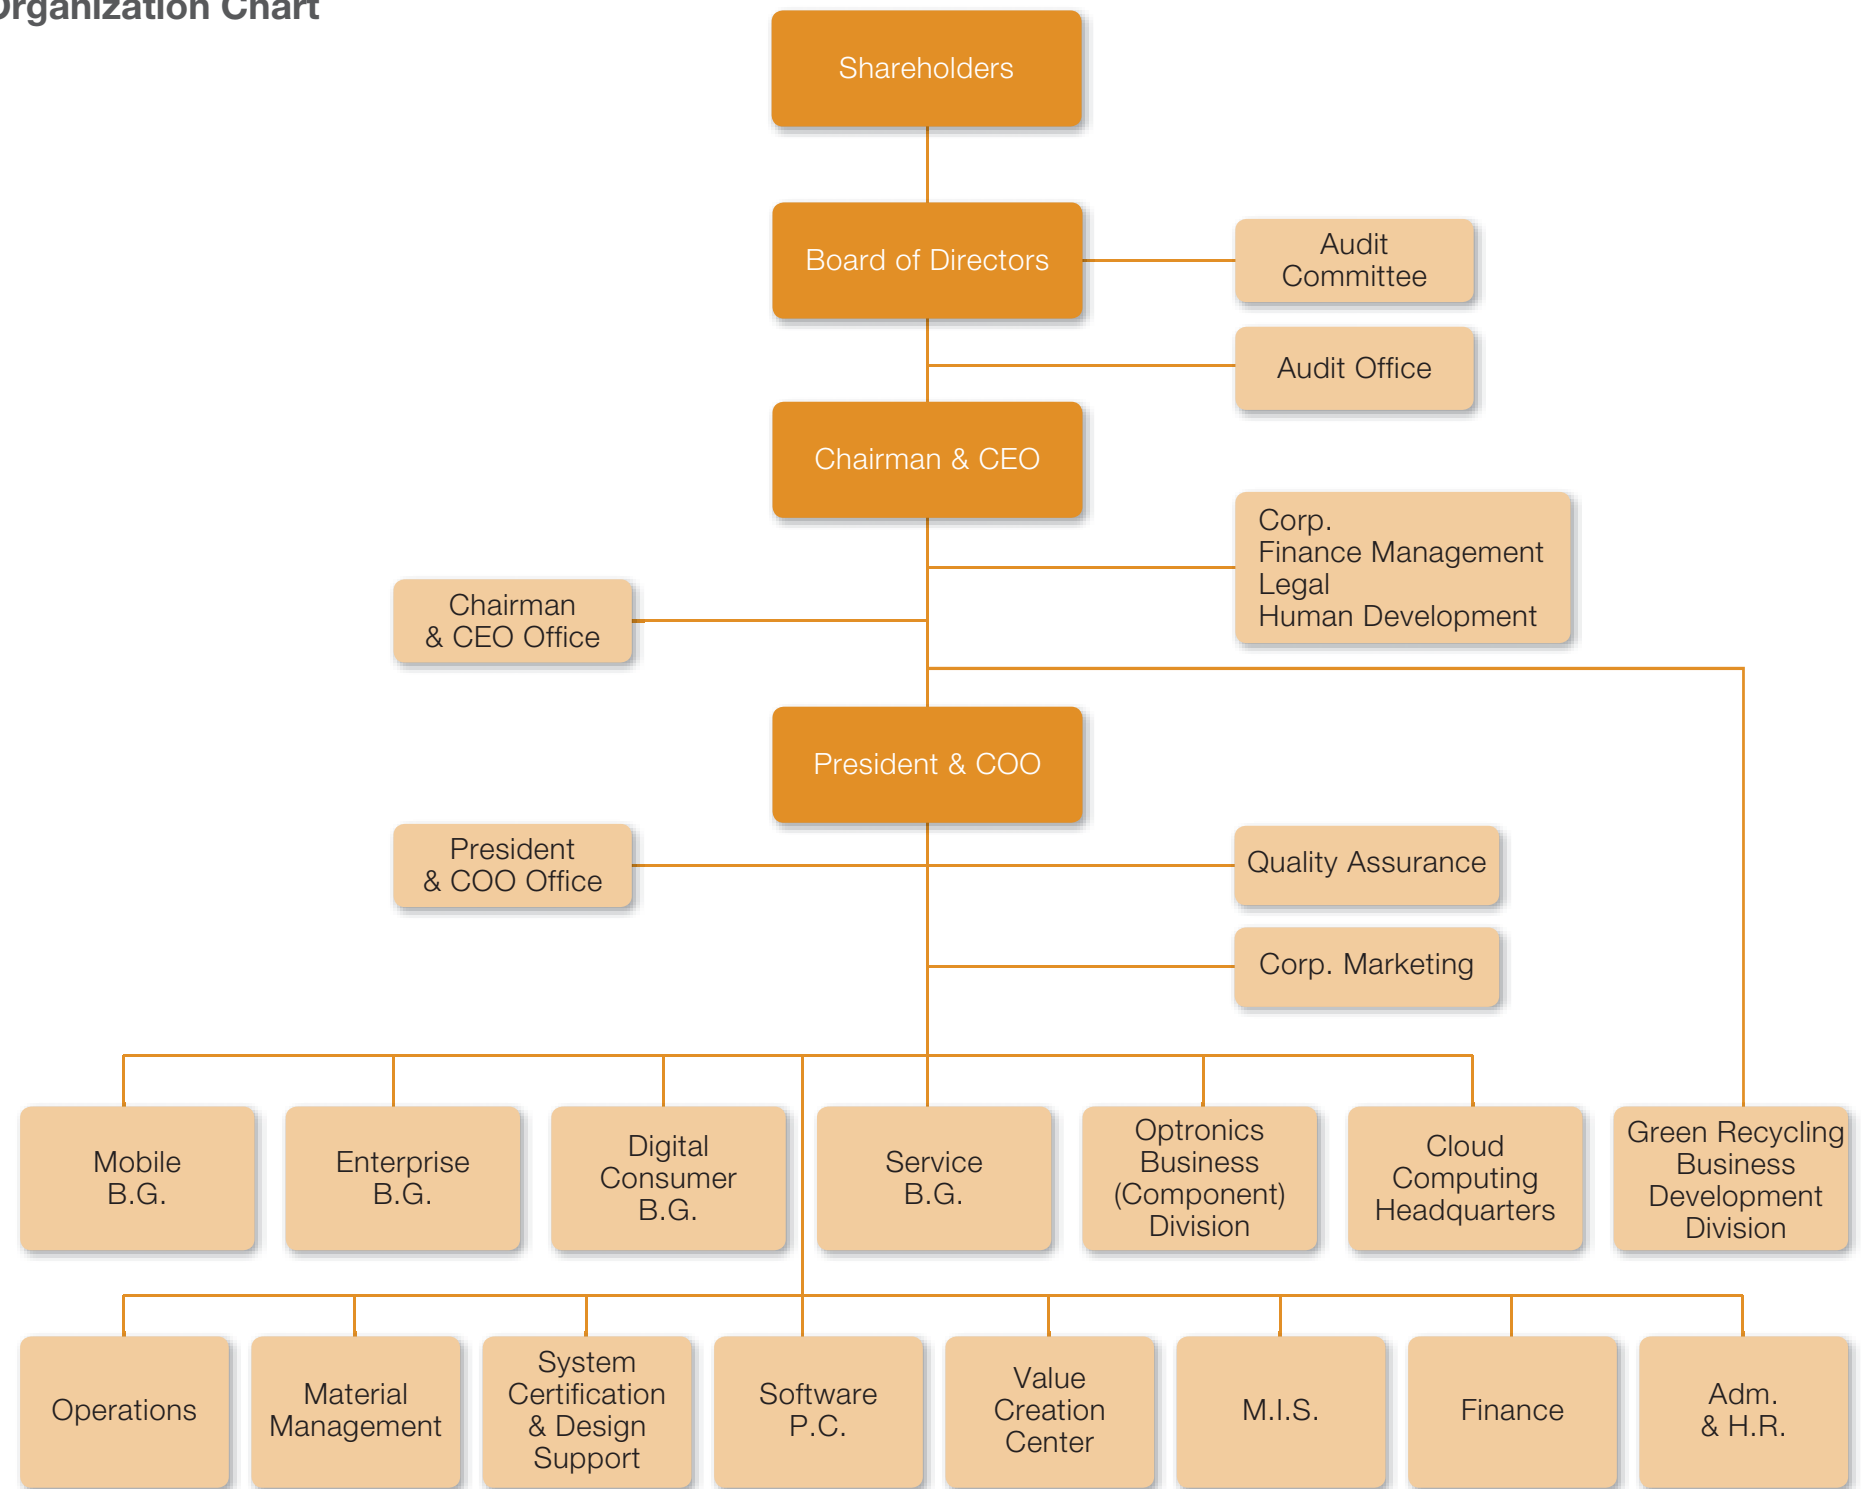 Organization Chart
Shareholders
Board of Directors
Audit
Committee
Audit Office
Chairman & CEO
Corp.
Finance Management
Legal
Human Development
Chairman
& CEO Office
President & COO
President
& COO Office
Quality Assurance
Corp. Marketing
Mobile
B.G.
Enterprise
B.G.
Digital
Consumer
B.G.
Service
B.G.
Optronics
Business
(Component)
Division
Cloud
Computing
Headquarters
Green Recycling
Business
Development
Division
Operations
Material
Management
System
Certification
& Design
Support
Software
P.C.
Value
Creation
Center
M.I.S.
Finance
Adm.
& H.R.